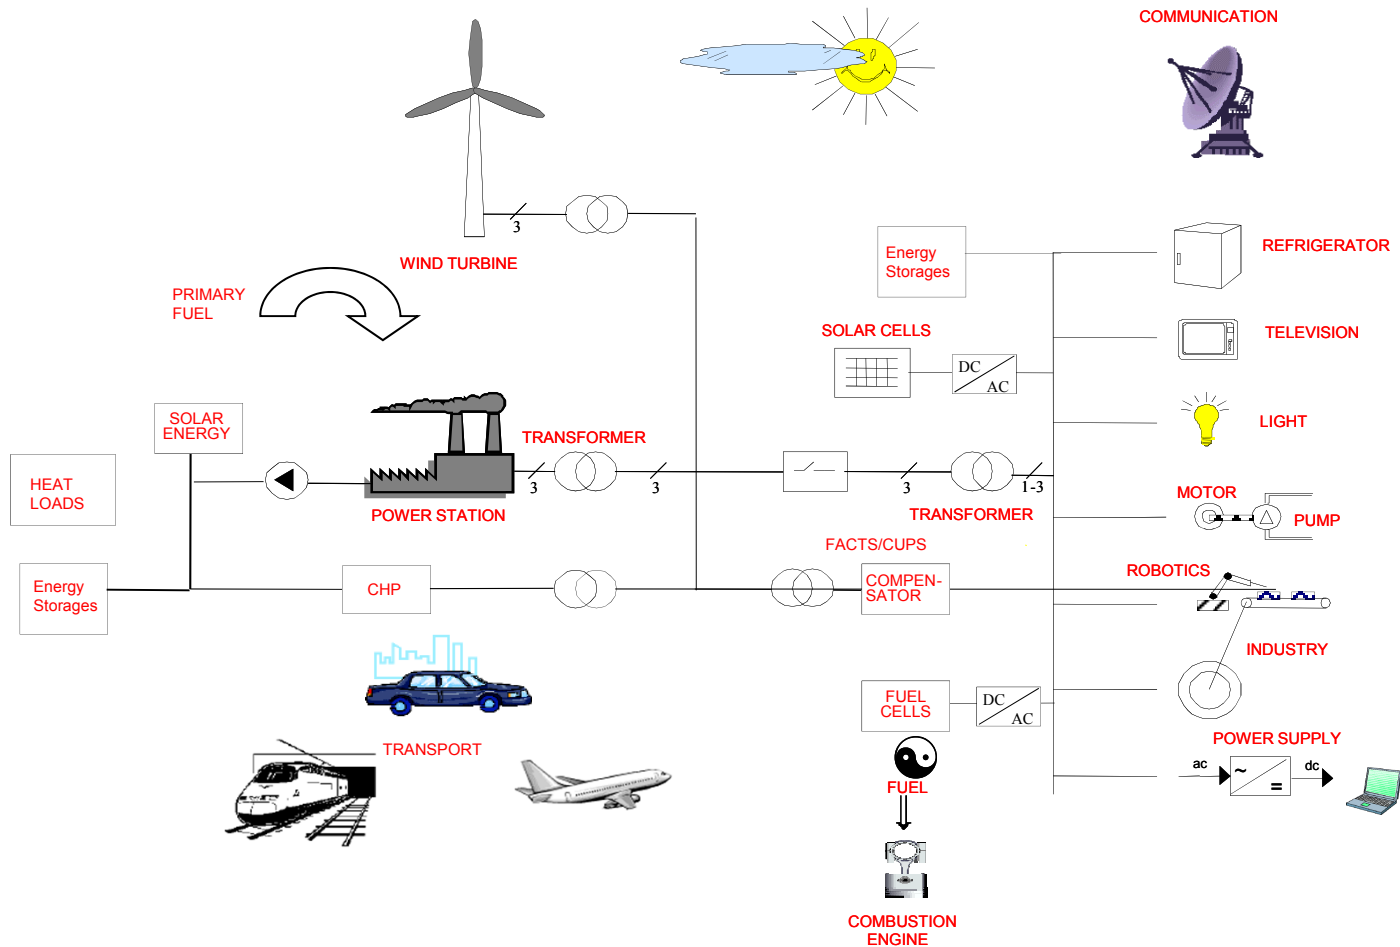 COMMUNICATION
3
WIND TURBINE
PRIMARY
FUEL
Energy
Storages
REFRIGERATOR
SOLAR CELLS
DC
AC
TELEVISION
SOLAR
ENERGY
LIGHT
TRANSFORMER
3
3
3
1-3
HEAT
LOADS
POWER STATION
TRANSFORMER
MOTOR
PUMP
FACTS/CUPS
Energy
Storages
CHP
COMPEN-
SATOR
ROBOTICS
INDUSTRY
FUEL
CELLS
DC
AC
TRANSPORT
POWER SUPPLY
ac
~
=
dc
FUEL
COMBUSTION
ENGINE